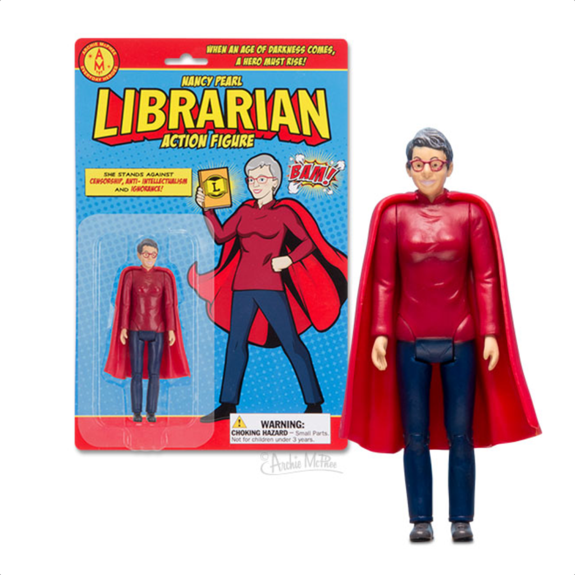 WHEN AN AGE OF DARKNESS COMES,
A HERO MUST RISE!
NANCY PEARL
LIBRARIAN
ACTION FIGURE
SHE STANDS AGAINST
CENSORSHIP, ANTI-INTELLECTUALISM
AND IGNORANCE!
L
BAM!
WARNING:
CHOKING HAZARD – Small Parts.
Not for children under 3 years.
©Archie McPhee